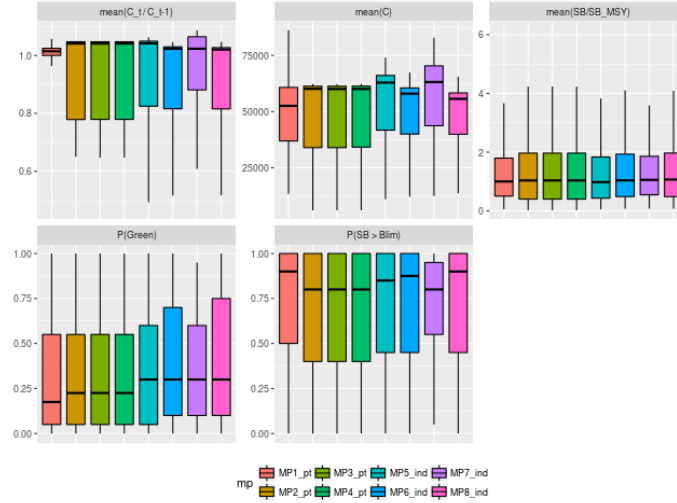 mean(C_t / C_t-1)
mean(C)
mean(SB/SB_MSY)
1.0
0.8
0.6
75000
50000
25000
6
4
2
0
P(Green)
P(SB > Blim)
1.00
0.75
0.50
0.25
0.00
1.00
0.75
0.50
0.25
0.00
mp
MP1_pt
MP3_pt
MP5_ind
MP7_ind
MP2_pt
MP4_pt
MP6_ind
MP8_ind